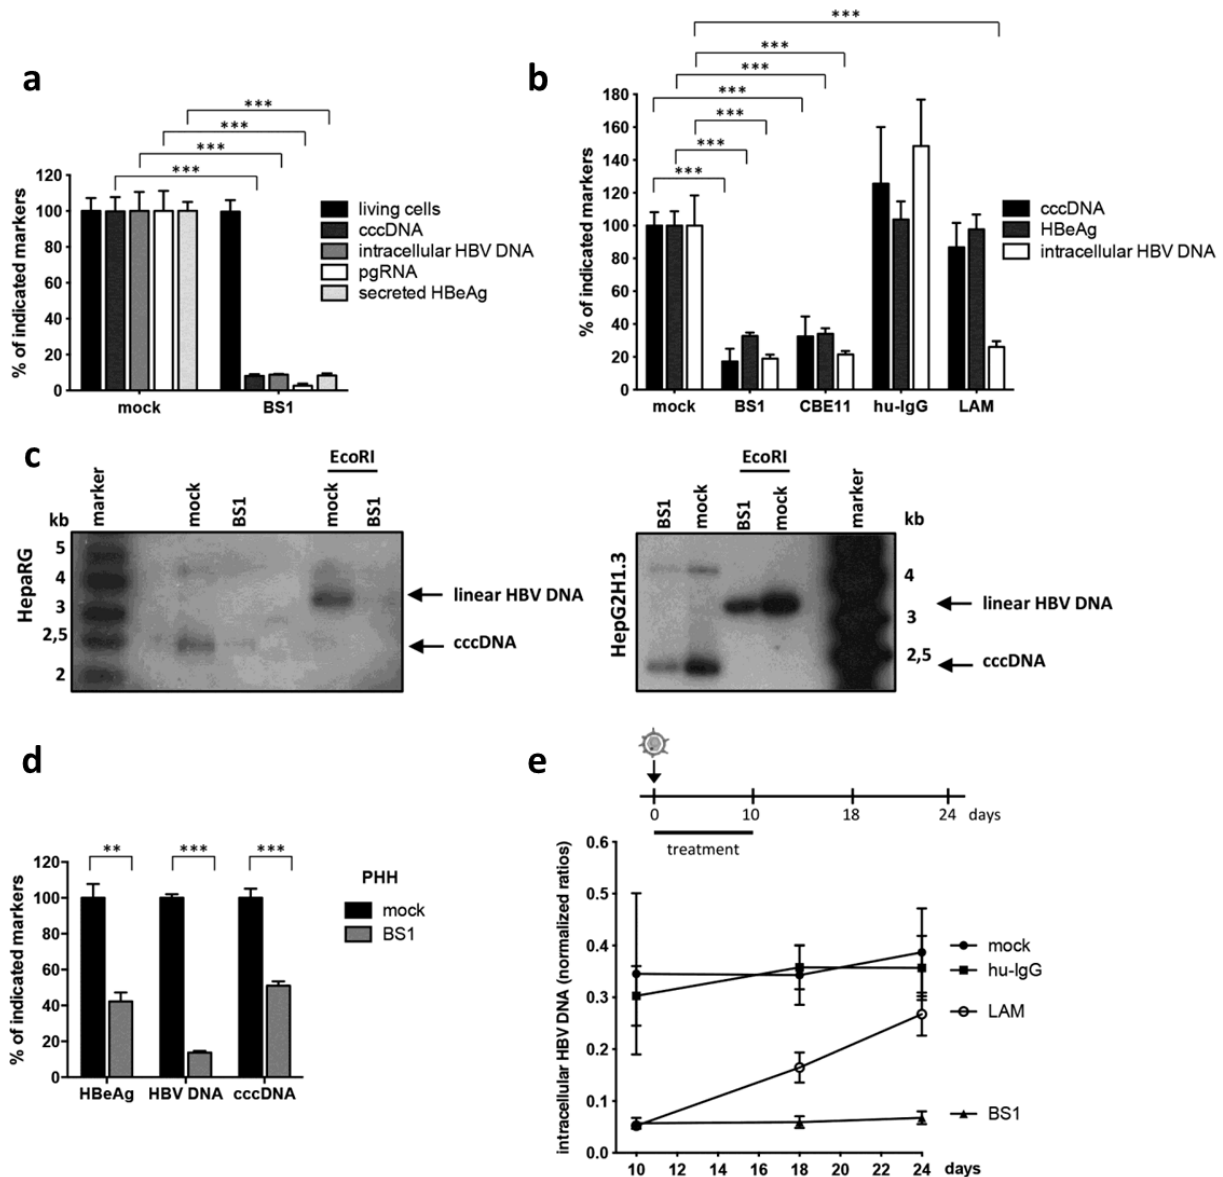 a
***
***
***
***
% of indicated markers
120
100
80
60
40
20
0
mock
BS1
living cells
cccDNA
intracellular HBV DNA
pgRNA
secreted HBeAg
b
***
***
***
***
***
***
***
% of indicated markers
180
160
140
120
100
80
60
40
20
0
mock
BS1
CBE11
hu-IgG
LAM
cccDNA
HBeAg
intracellular HBV DNA
c
EcoRI
kb
marker
mock
BS1
mock
BS1
HepaRG
5
4
3
2,5
2
linear HBV DNA
cccDNA
EcoRI
BS1
mock
BS1
mock
marker
kb
HepG2H1.3
4
3
2,5
linear HBV DNA
cccDNA
d
**
***
***
% of indicated markers
120
100
80
60
40
20
0
HBeAg
HBV DNA
cccDNA
PHH
mock
BS1
e
0
10
18
24
days
treatment
intracellular HBV DNA (normalized ratios)
0.6
0.5
0.4
0.3
0.2
0.1
0.0
10
12
14
16
18
20
22
24
days
mock
hu-IgG
LAM
BS1